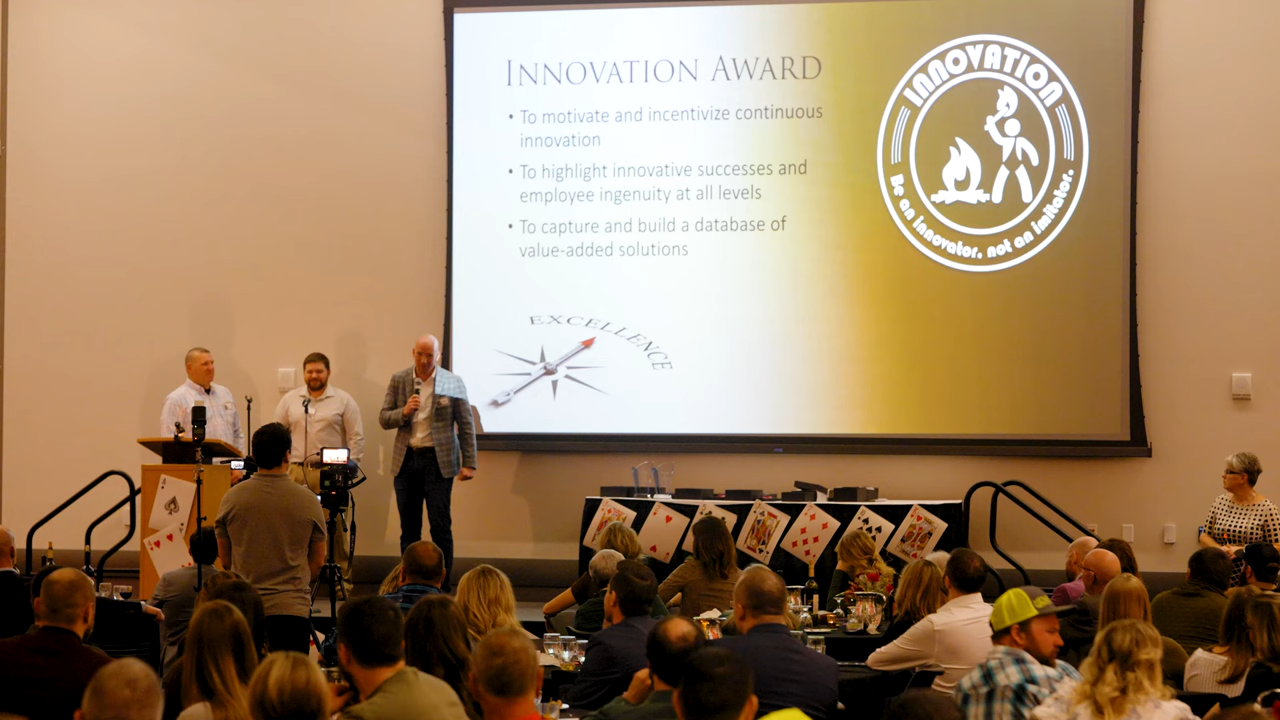 INNOVATION AWARD
• To motivate and incentivize continuous
innovation
• To highlight innovative successes and
employee ingenuity at all levels
• To capture and build a database of
value-added solutions
EXCELLENCE
INNOVATION
Be an innovator, not an imitator.